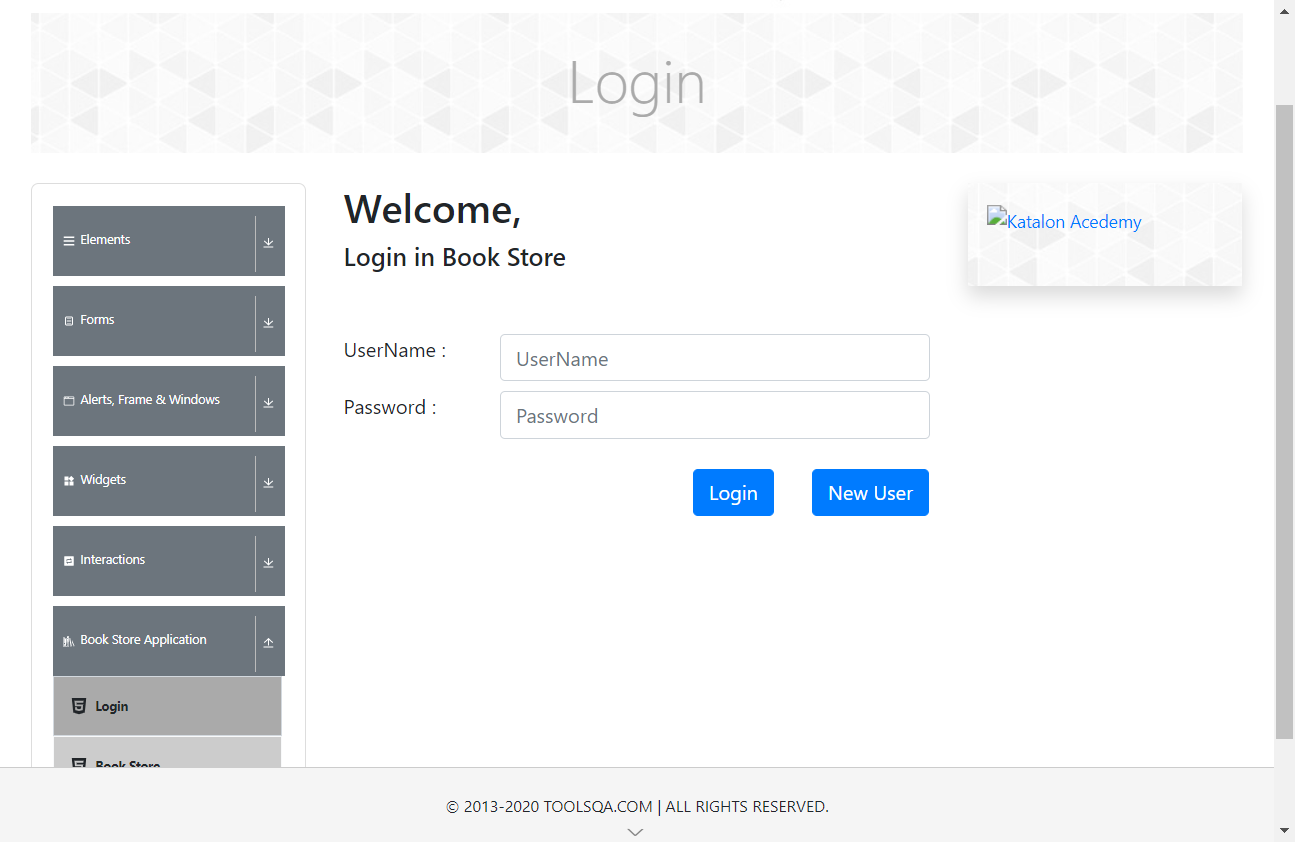 Login
Elements
Forms
Alerts, Frame & Windows
Widgets
Interactions
Book Store Application
Login
Book Store
Welcome,
Login in Book Store
UserName :
UserName
Password :
Password
Login
New User
Katalon Acedemy
© 2013-2020 TOOLSQA.COM | ALL RIGHTS RESERVED.